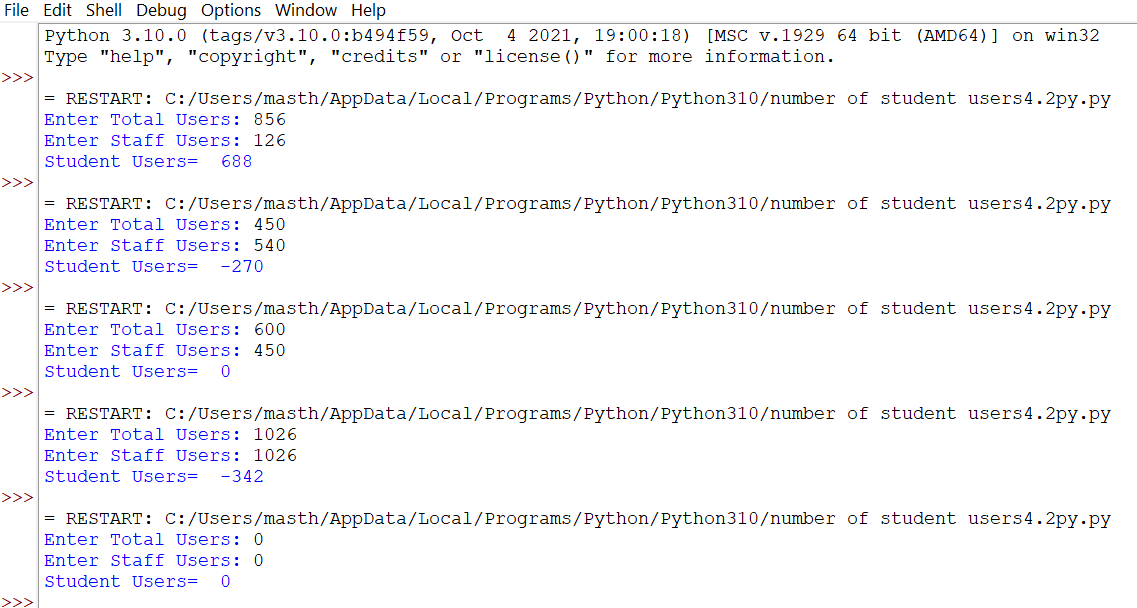 File Edit Shell Debug Options Window Help
Python 3.10.0 (tags/v3.10.0:b494f59, Oct  4 2021, 19:00:18) [MSC v.1929 64 bit (AMD64)] on win32
Type "help", "copyright", "credits" or "license()" for more information.
>>>
= RESTART: C:/Users/masth/AppData/Local/Programs/Python/Python310/number of student users4.2py.py
Enter Total Users: 856
Enter Staff Users: 126
Student Users=  688
>>>
= RESTART: C:/Users/masth/AppData/Local/Programs/Python/Python310/number of student users4.2py.py
Enter Total Users: 450
Enter Staff Users: 540
Student Users=  -270
>>>
= RESTART: C:/Users/masth/AppData/Local/Programs/Python/Python310/number of student users4.2py.py
Enter Total Users: 600
Enter Staff Users: 450
Student Users=  0
>>>
= RESTART: C:/Users/masth/AppData/Local/Programs/Python/Python310/number of student users4.2py.py
Enter Total Users: 1026
Enter Staff Users: 1026
Student Users=  -342
>>>
= RESTART: C:/Users/masth/AppData/Local/Programs/Python/Python310/number of student users4.2py.py
Enter Total Users: 0
Enter Staff Users: 0
Student Users=  0
>>>